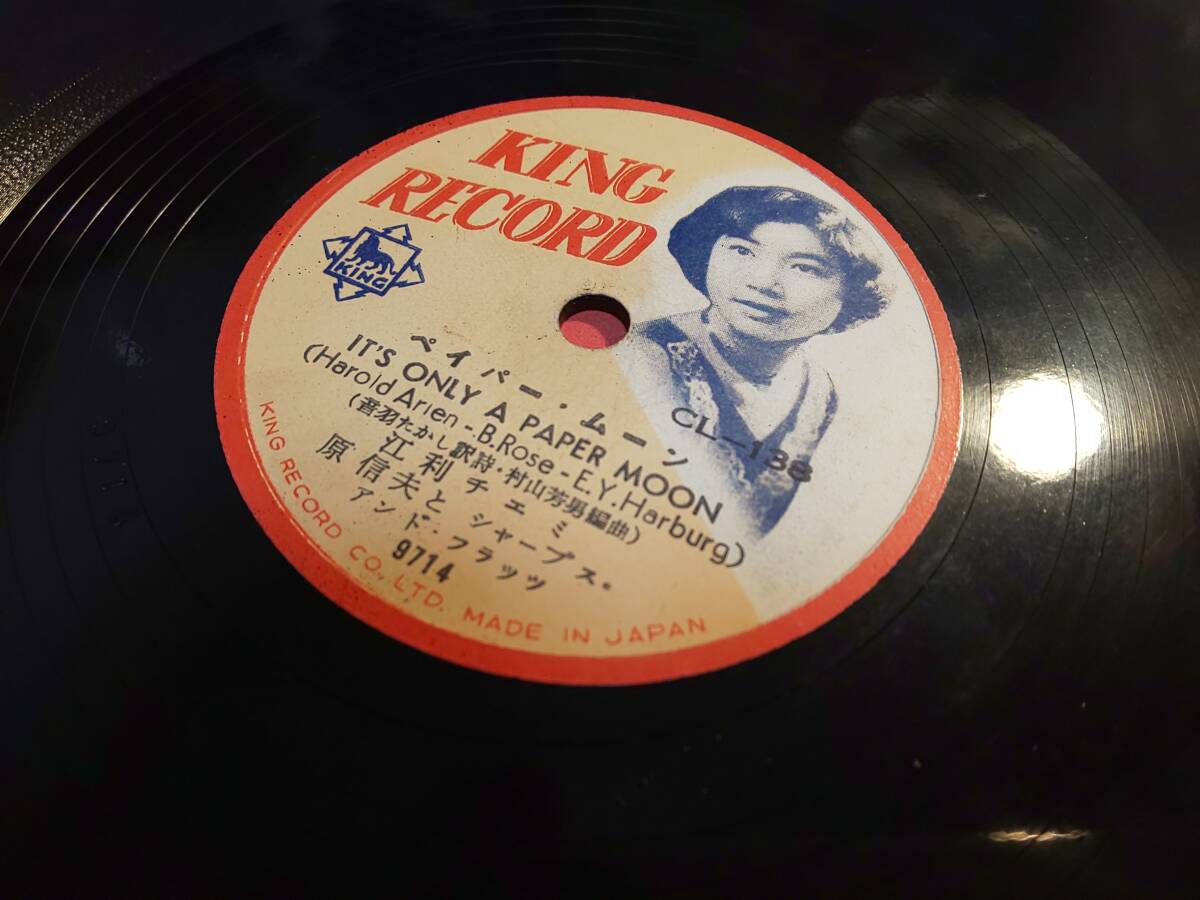 KING
RECORD
KING
ペイパー・ムーン
CL-138
IT'S ONLY A PAPER MOON
(Harold Arlen-B.Rose-E.Y.Harburg)
(音羽たかし訳詩・村山芳男編曲)
江利チエミ
原信夫とシャープス。
アンド・フラッツ
9714
KING RECORD CO., LTD. MADE IN JAPAN